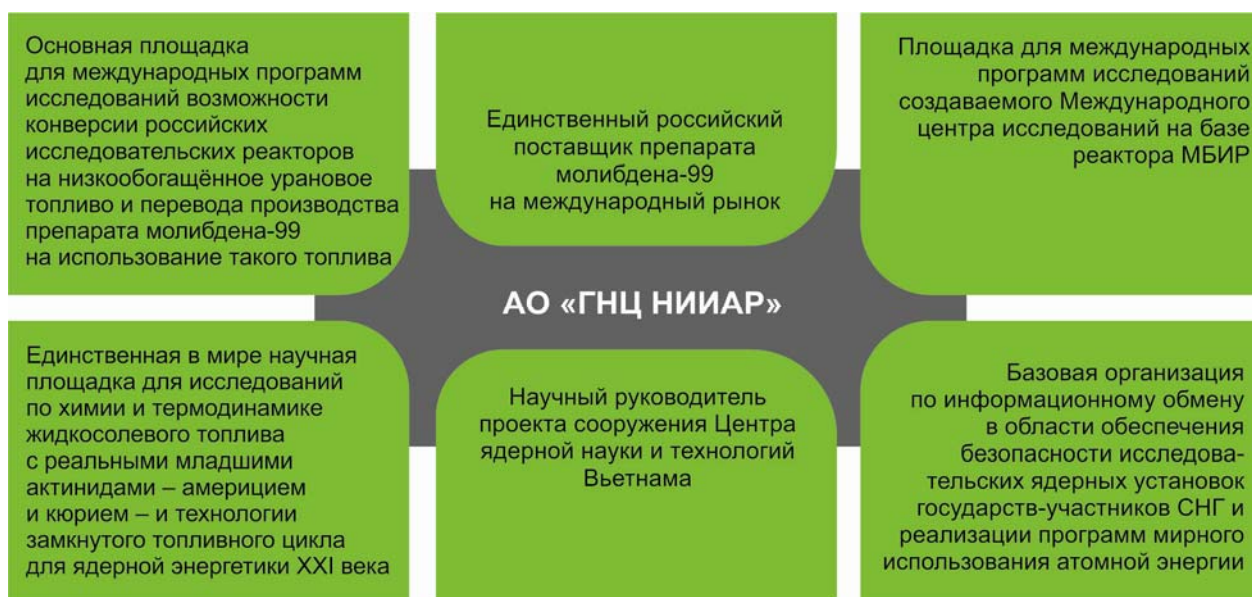 Основная площадка
для международных программ
исследований возможности
конверсии российских
исследовательских реакторов
на низкообогащённое урановое
топливо и перевода производства
препарата молибдена-99
на использование такого топлива
Единственный российский
поставщик препарата
молибдена-99
на международный рынок
Площадка для международных
программ исследований
создаваемого Международного
центра исследований на базе
реактора МБИР
АО «ГНЦ НИИАР»
Единственная в мире научная
площадка для исследований
по химии и термодинамике
жидкосолевого топлива
с реальными младшими
актинидами – америцием
и кюрием – и технологии
замкнутого топливного цикла
для ядерной энергетики XXI века
Научный руководитель
проекта сооружения Центра
ядерной науки и технологий
Вьетнама
Базовая организация
по информационному обмену
в области обеспечения
безопасности исследова-
тельских ядерных установок
государств-участников СНГ и
реализации программ мирного
использования атомной энергии